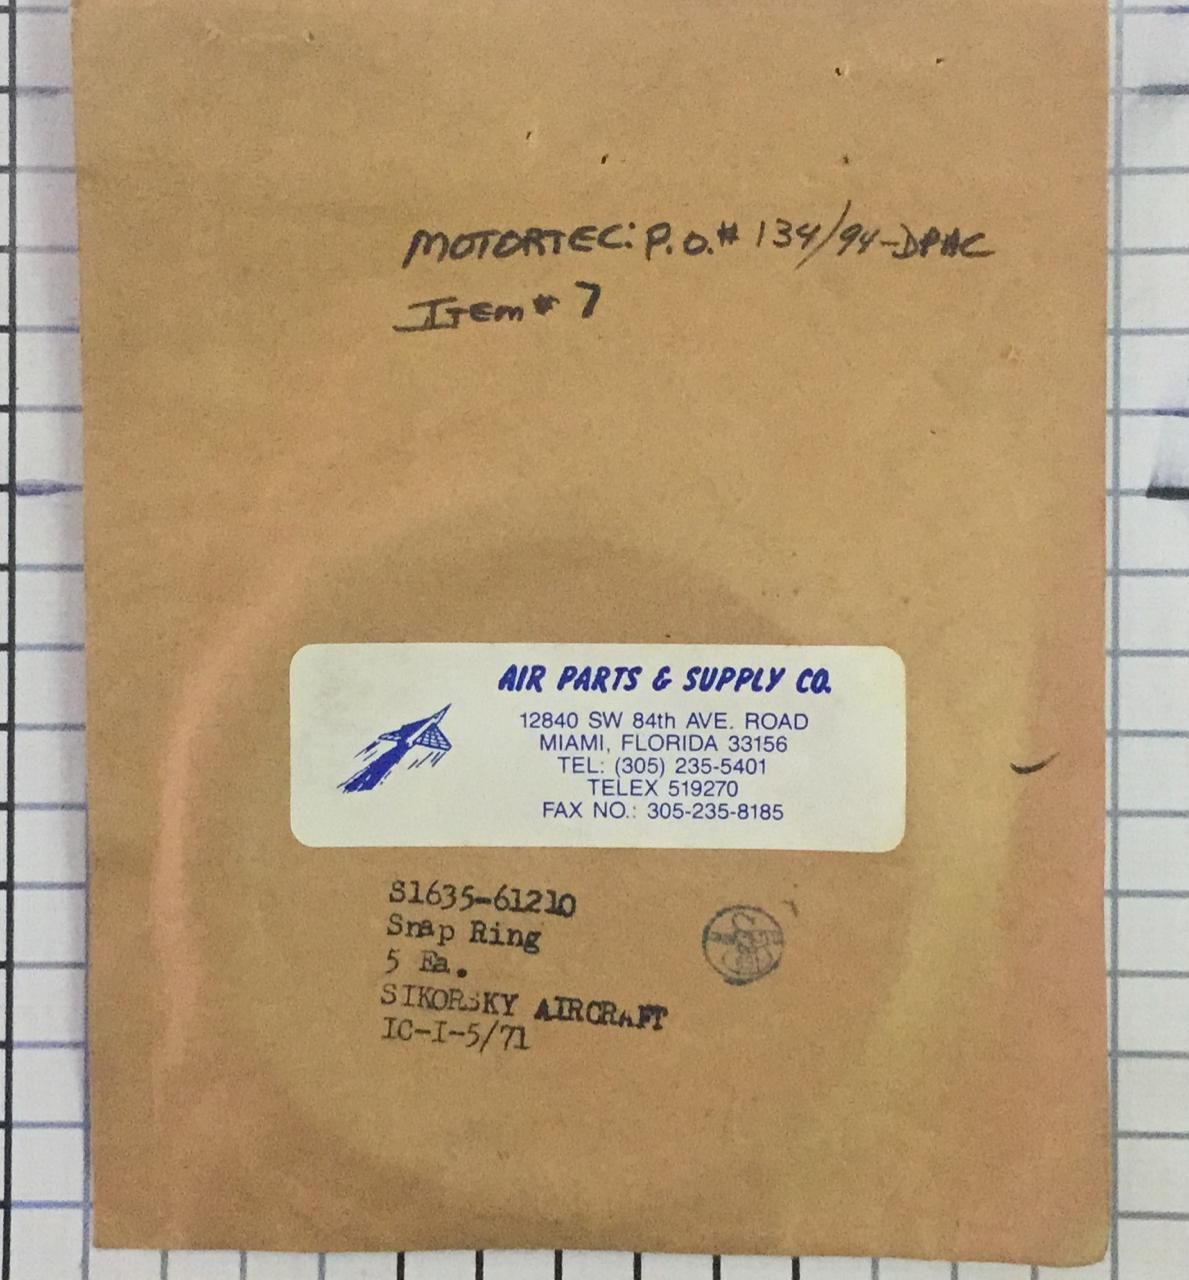 MOTORTEC: P.O.# 134/94-DPHC
Item # 7
AIR PARTS & SUPPLY CO.
12840 SW 84th AVE. ROAD
MIAMI, FLORIDA 33156
TEL: (305) 235-5401
TELEX 519270
FAX NO.: 305-235-8185
S1635-61210
Snap Ring
5 Ea.
SIKORSKY AIRCRAFT
IC-I-5/71